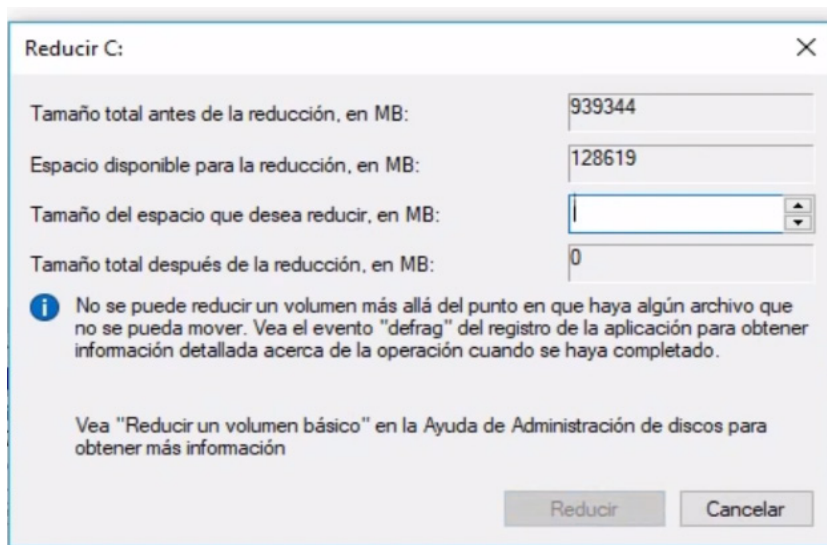 Reducir C:
Tamaño total antes de la reducción, en MB: 939344
Espacio disponible para la reducción, en MB: 128619
Tamaño del espacio que desea reducir, en MB:
Tamaño total después de la reducción, en MB: 0
No se puede reducir un volumen más allá del punto en que haya algún archivo que
no se pueda mover. Vea el evento "defrag" del registro de la aplicación para obtener
información detallada acerca de la operación cuando se haya completado.
Vea "Reducir un volumen básico" en la Ayuda de Administración de discos para
obtener más información
Reducir Cancelar